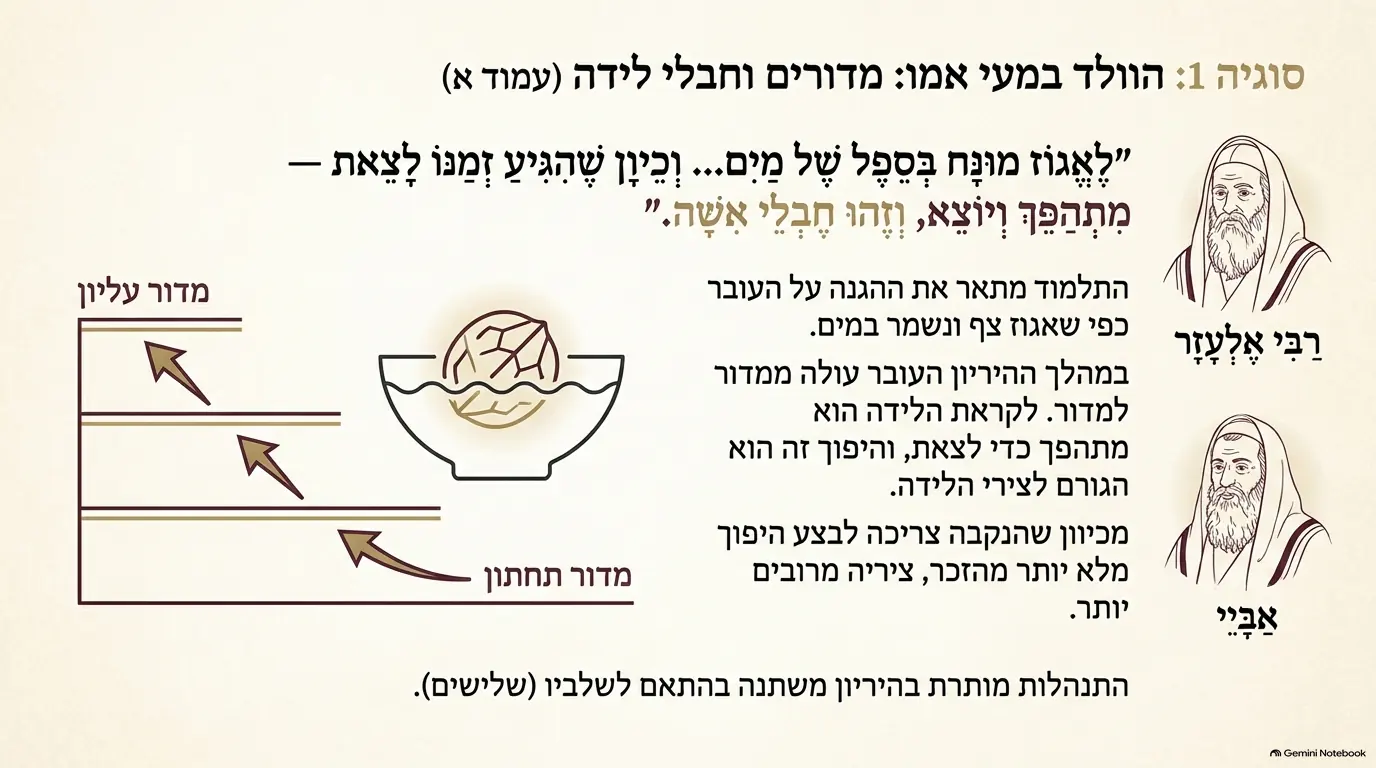 סוגיה 1: הוולד במעי אמו: מדורים וחבלי לידה (עמוד א)
"לֶאֱגוֹז מוּנָּח בְּסֵפֶל שֶׁל מַיִם... וְכֵיוָן שֶׁהִגִּיעַ זְמַנּוֹ לָצֵאת —
מִתְהַפֵּךְ וְיוֹצֵא, וְזֶהוּ חֶבְלֵי אִשָּׁה."
רַבִּי אֶלְעָזָר
התלמוד מתאר את ההגנה על העובר
כפי שאגוז צף ונשמר במים.
במהלך ההיריון העובר עולה ממדור
למדור. לקראת הלידה הוא
מתהפך כדי לצאת, והיפוך זה הוא
הגורם לצירי הלידה.
מכיוון שהנקבה צריכה לבצע היפוך
מלא יותר מהזכר, ציריה מרובים
יותר.
אַבָּיֵי
מדור עליון
מדור תחתון
התנהלות מותרת בהיריון משתנה בהתאם לשלביו (שלישים).
Gemini Notebook